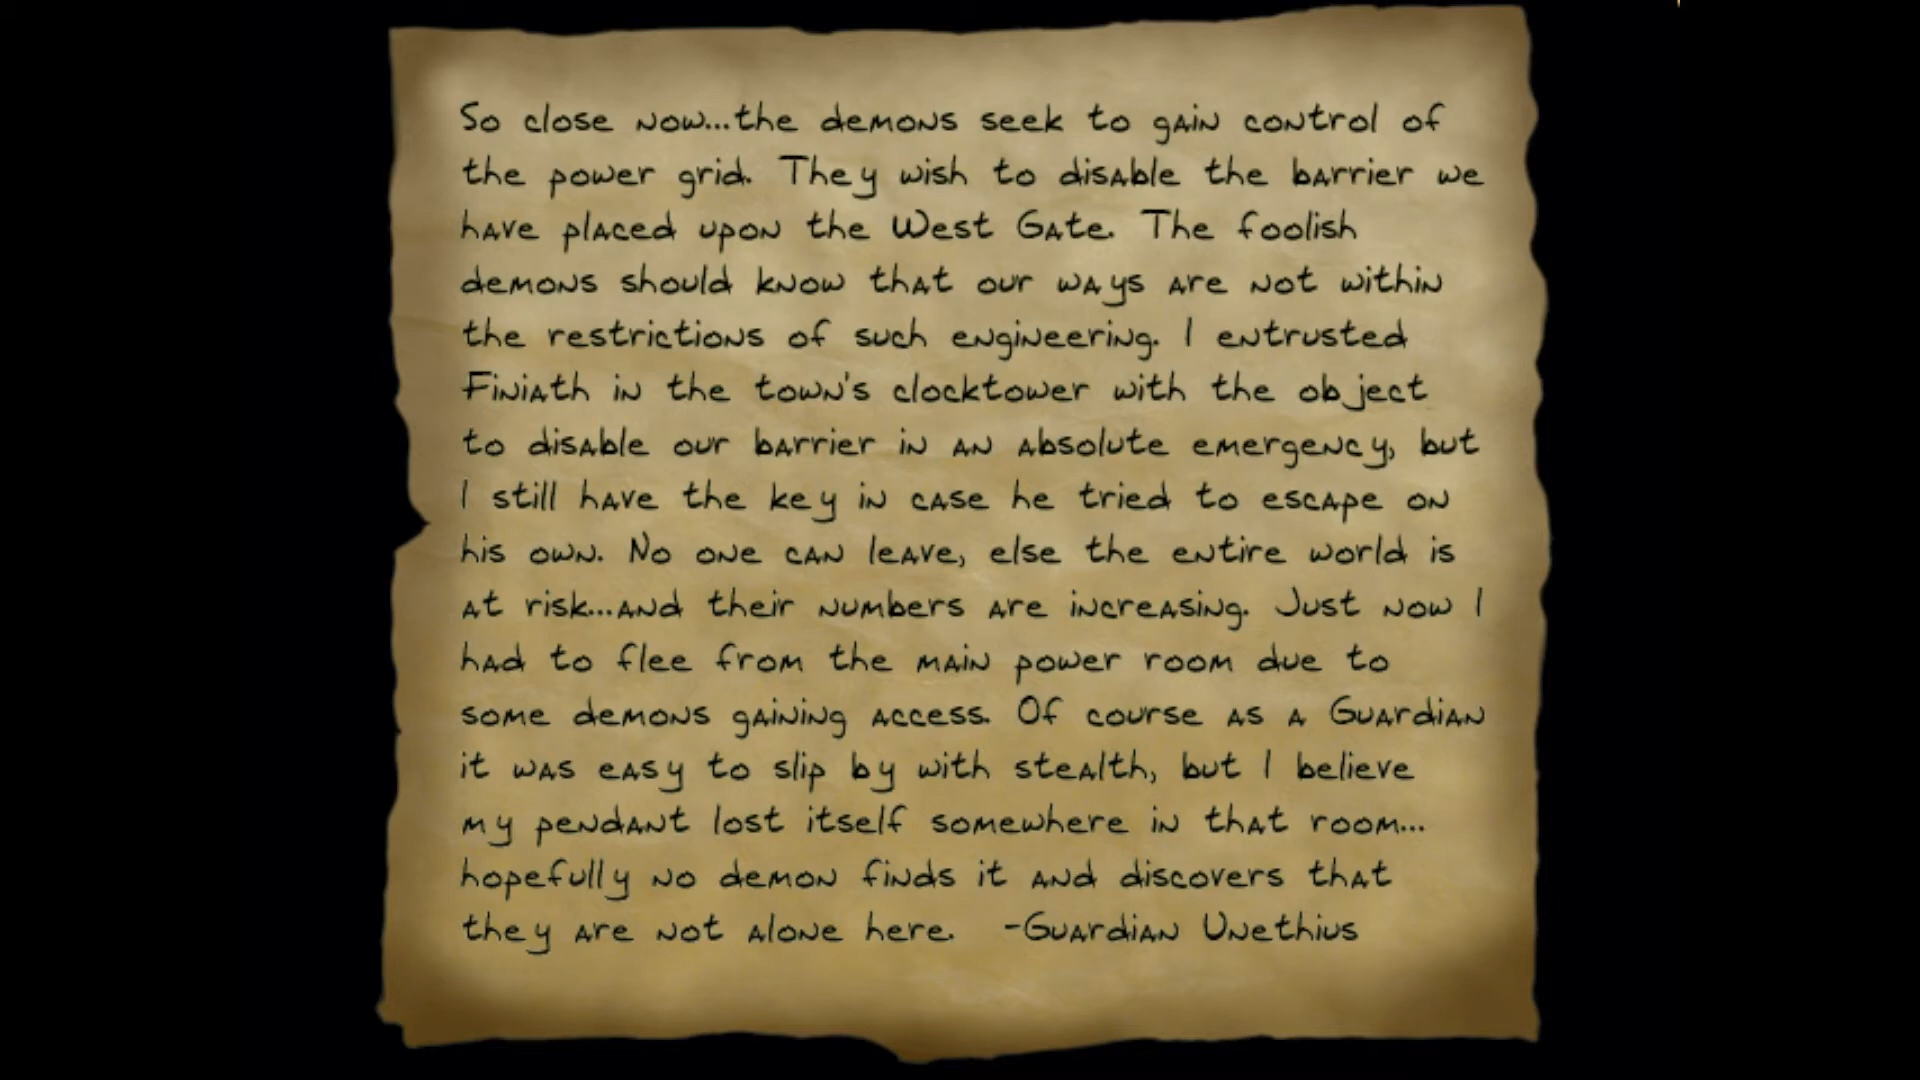 So close now...the demons seek to gain control of
the power grid. They wish to disable the barrier we
have placed upon the West Gate. The foolish
demons should know that our ways are not within
the restrictions of such engineering. I entrusted
Finiath in the town's clocktower with the object
to disable our barrier in an absolute emergency, but
I still have the key in case he tried to escape on
his own. No one can leave, else the entire world is
at risk...and their numbers are increasing. Just now I
had to flee from the main power room due to
some demons gaining access. Of course as a Guardian
it was easy to slip by with stealth, but I believe
my pendant lost itself somewhere in that room...
hopefully no demon finds it and discovers that
they are not alone here. -Guardian Unethius